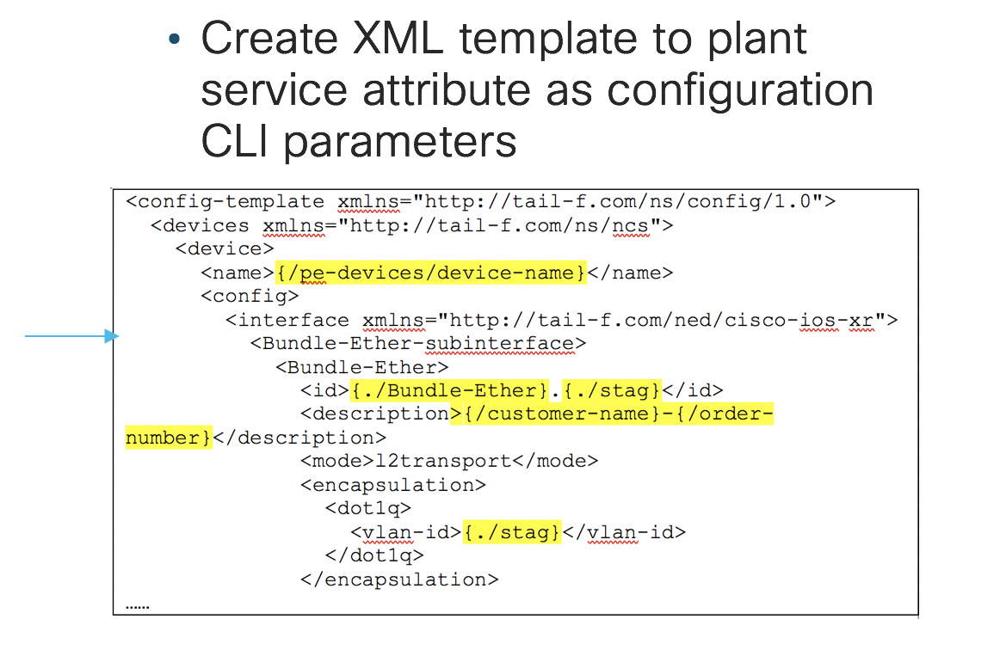 • Create XML template to plant
service attribute as configuration
CLI parameters
<config-template xmlns="http://tail-f.com/ns/config/1.0">
<devices xmlns="http://tail-f.com/ns/ncs">
<device>
<name>{/pe-devices/device-name}</name>
<config>
<interface xmlns="http://tail-f.com/ned/cisco-ios-xr">
<Bundle-Ether-subinterface>
<Bundle-Ether>
<id>{./Bundle-Ether}.{./stag}</id>
<description>{/customer-name}-{/order-
number}</description>
<mode>l2transport</mode>
<encapsulation>
<dot1q>
<vlan-id>{./stag}</vlan-id>
</dot1q>
</encapsulation>
……